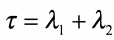 τ = λ₁ + λ₂